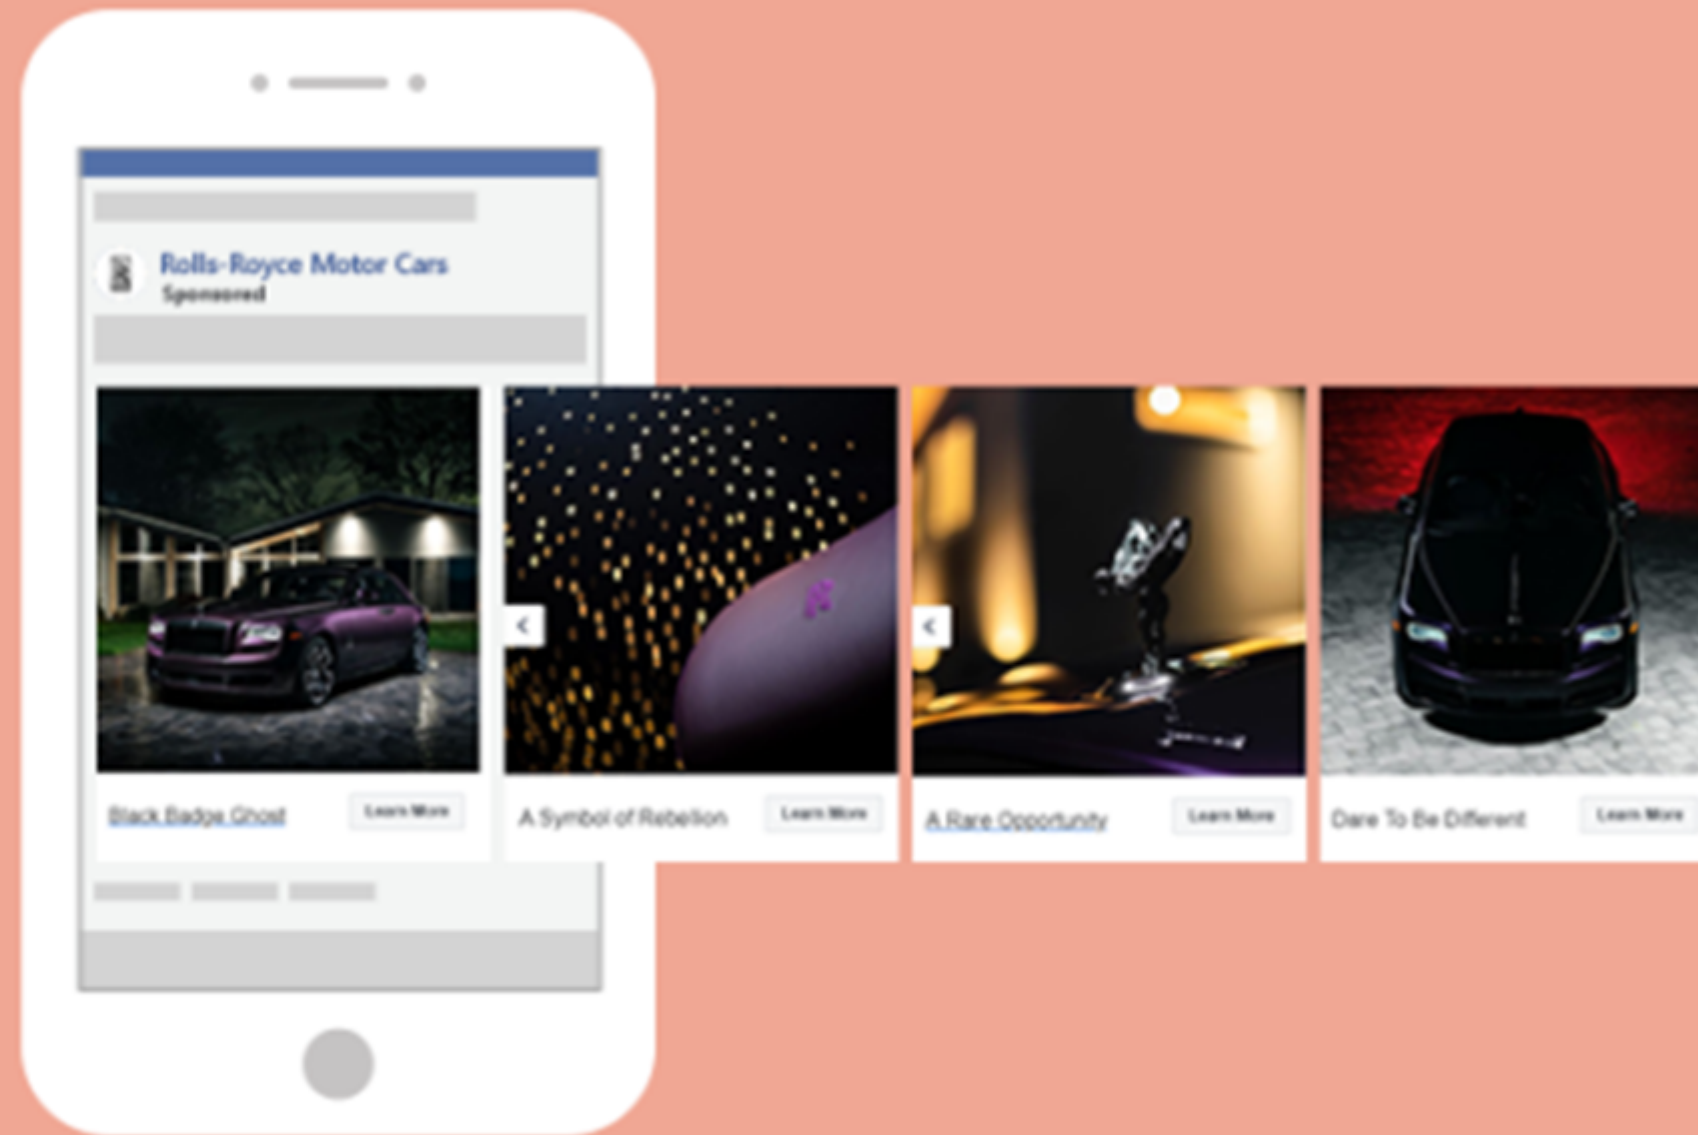 Rolls-Royce Motor Cars
Sponsored
Black Badge Ghost
Learn More
A Symbol of Rebellion
Learn More
A Rare Opportunity
Learn More
Dare To Be Different
Learn More